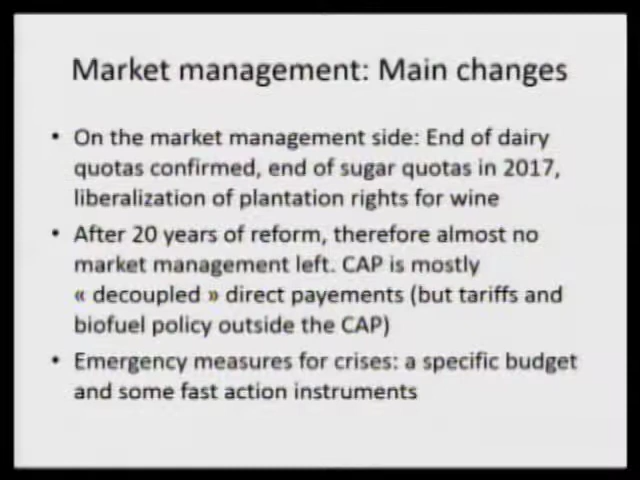 Market management: Main changes
• On the market management side: End of dairy
quotas confirmed, end of sugar quotas in 2017,
liberalization of plantation rights for wine
• After 20 years of reform, therefore almost no
market management left. CAP is mostly
« decoupled » direct payements (but tariffs and
biofuel policy outside the CAP)
• Emergency measures for crises: a specific budget
and some fast action instruments